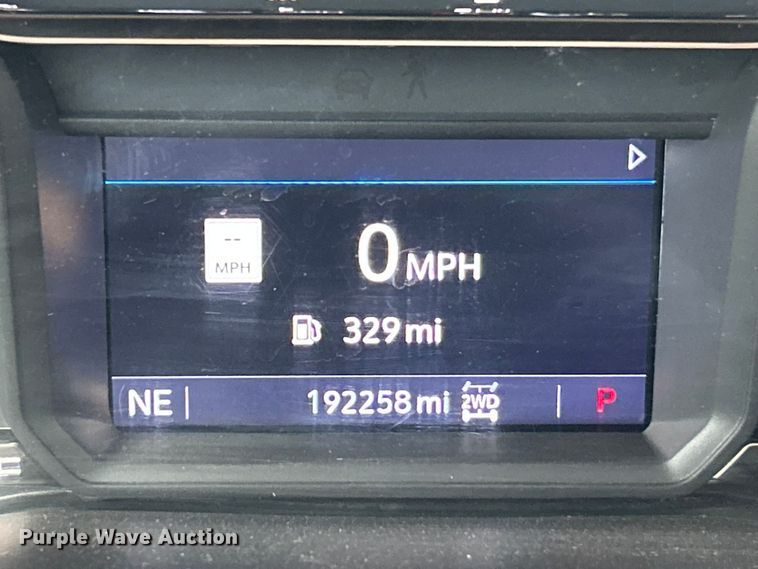 --
MPH
0 MPH
329 mi
NE 192258 mi 2WD P
Purple Wave Auction